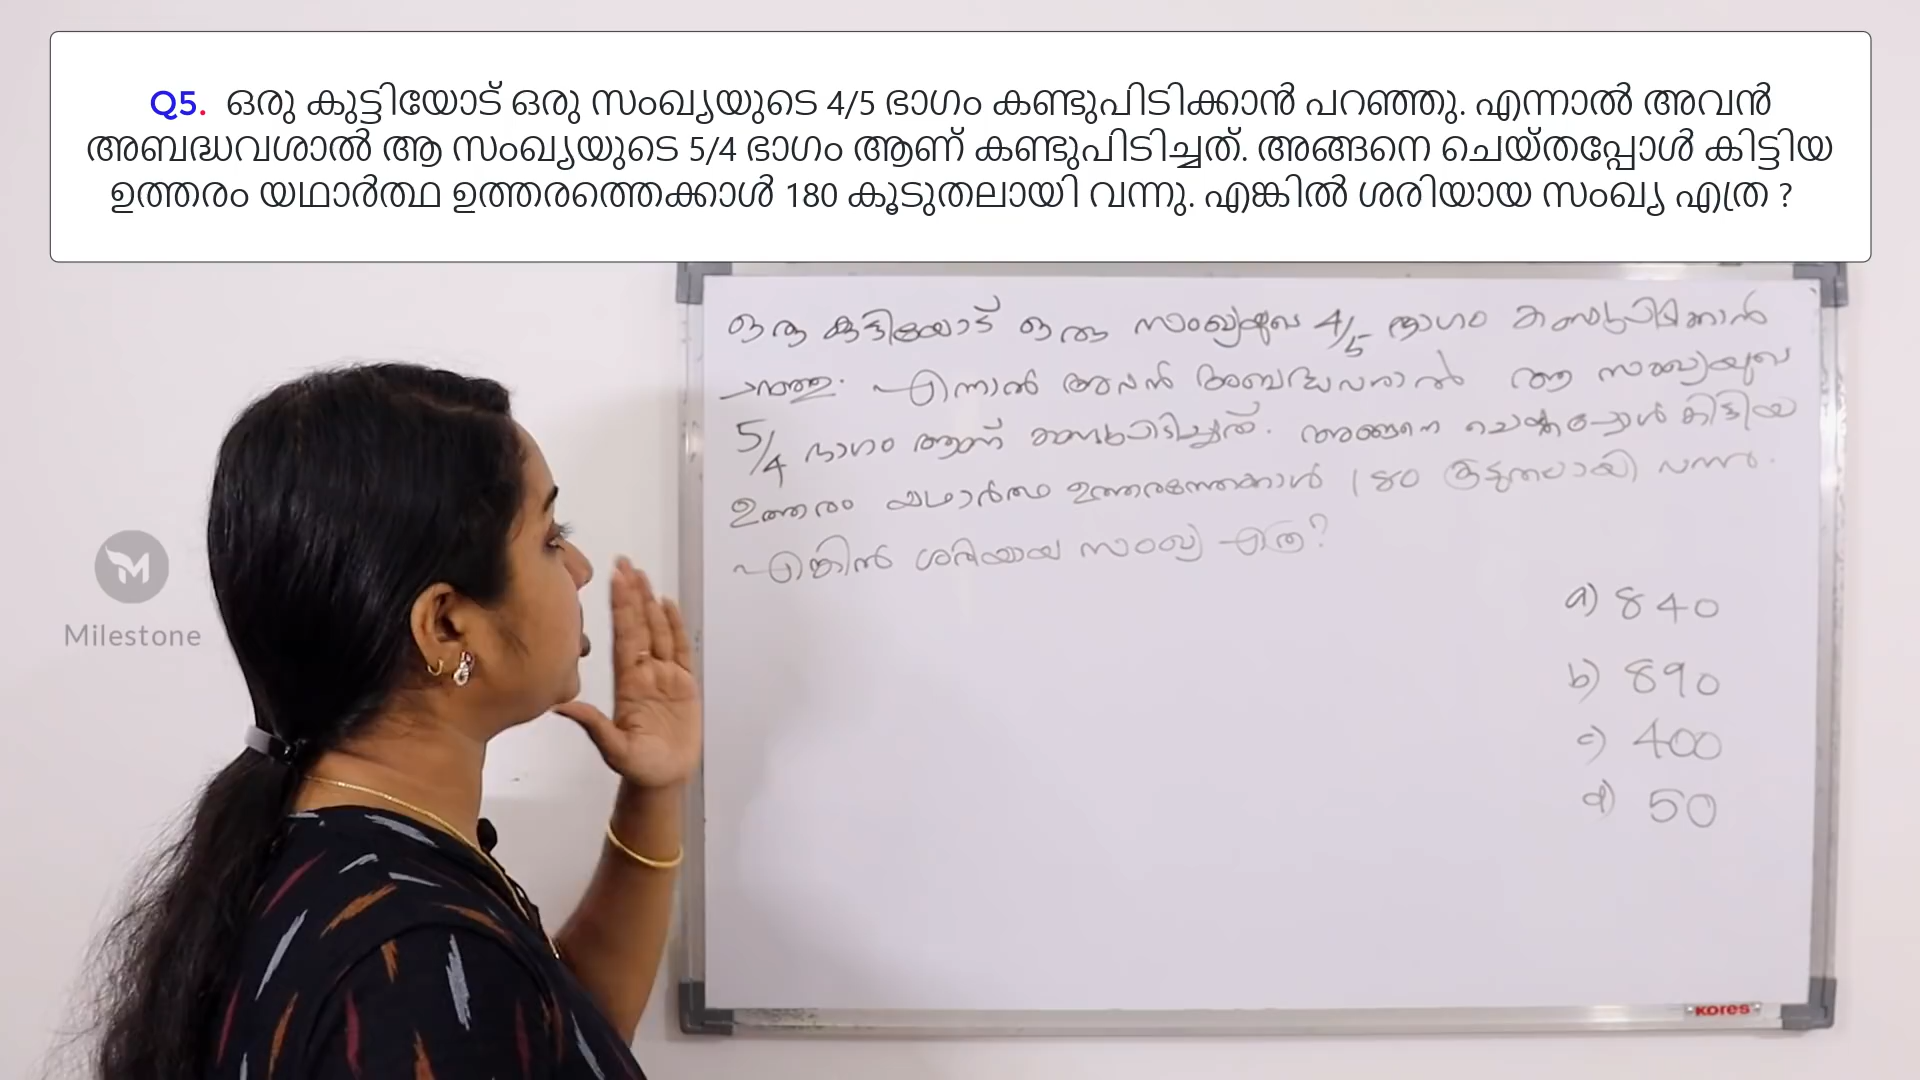 Q5. ഒരു കുട്ടിയോട് ഒരു സംഖ്യയുടെ 4/5 ഭാഗം കണ്ടുപിടിക്കാൻ പറഞ്ഞു. എന്നാൽ അവൻ
അബദ്ധവശാൽ ആ സംഖ്യയുടെ 5/4 ഭാഗം ആണ് കണ്ടുപിടിച്ചത്. അങ്ങനെ ചെയ്തപ്പോൾ കിട്ടിയ
ഉത്തരം യഥാർത്ഥ ഉത്തരത്തെക്കാൾ 180 കൂടുതലായി വന്നു. എങ്കിൽ ശരിയായ സംഖ്യ എത്ര ?
ഒരു കുട്ടിയോട് ഒരു സംഖ്യയുടെ 4/5 ഭാഗം കണ്ടുപിടിക്കാൻ
പറഞ്ഞു. എന്നാൽ അവൻ അബദ്ധവശാൽ ആ സംഖ്യയുടെ
5/4 ഭാഗം ആണ് കണ്ടുപിടിച്ചത്. അങ്ങനെ ചെയ്തപ്പോൾ കിട്ടിയ
ഉത്തരം യഥാർത്ഥ ഉത്തരത്തേക്കാൾ 180 കൂടുതലായി വന്നു.
എങ്കിൽ ശരിയായ സംഖ്യ എത്ര?
a) 840
b) 890
c) 400
d) 50
Milestone
kores